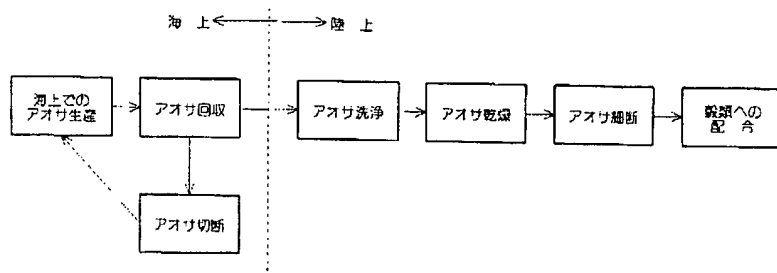 海 上
陸 上
海上での
アオサ生産
アオサ回収
アオサ洗浄
アオサ乾燥
アオサ細断
穀類への
配 合
アオサ切断